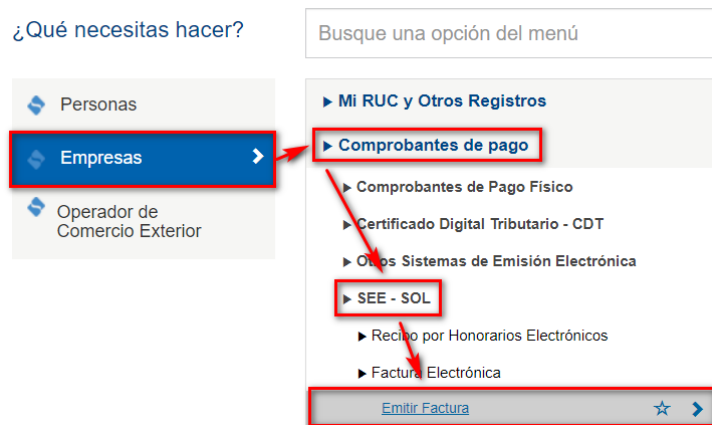 ¿Qué necesitas hacer?
Busque una opción del menú
Personas
Empresas
Operador de
Comercio Exterior
Mi RUC y Otros Registros
Comprobantes de pago
Comprobantes de Pago Físico
Certificado Digital Tributario - CDT
Otros Sistemas de Emisión Electrónica
SEE - SOL
Recibo por Honorarios Electrónicos
Factura Electrónica
Emitir Factura